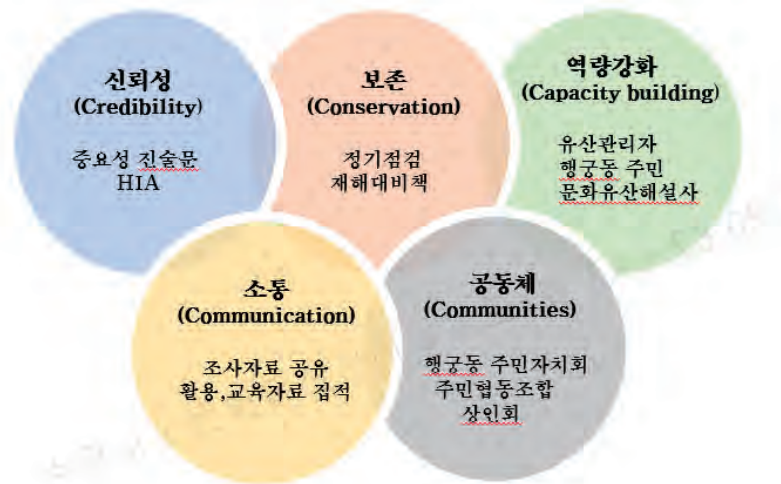 신뢰성
(Credibility)
중요성 진술문
HIA
보존
(Conservation)
정기점검
재해대비책
역량강화
(Capacity building)
유산관리자
행궁동 주민
문화유산해설사
소통
(Communication)
조사자료 공유
활용,교육자료 집적
공동체
(Communities)
행궁동 주민자치회
주민협동조합
상인회